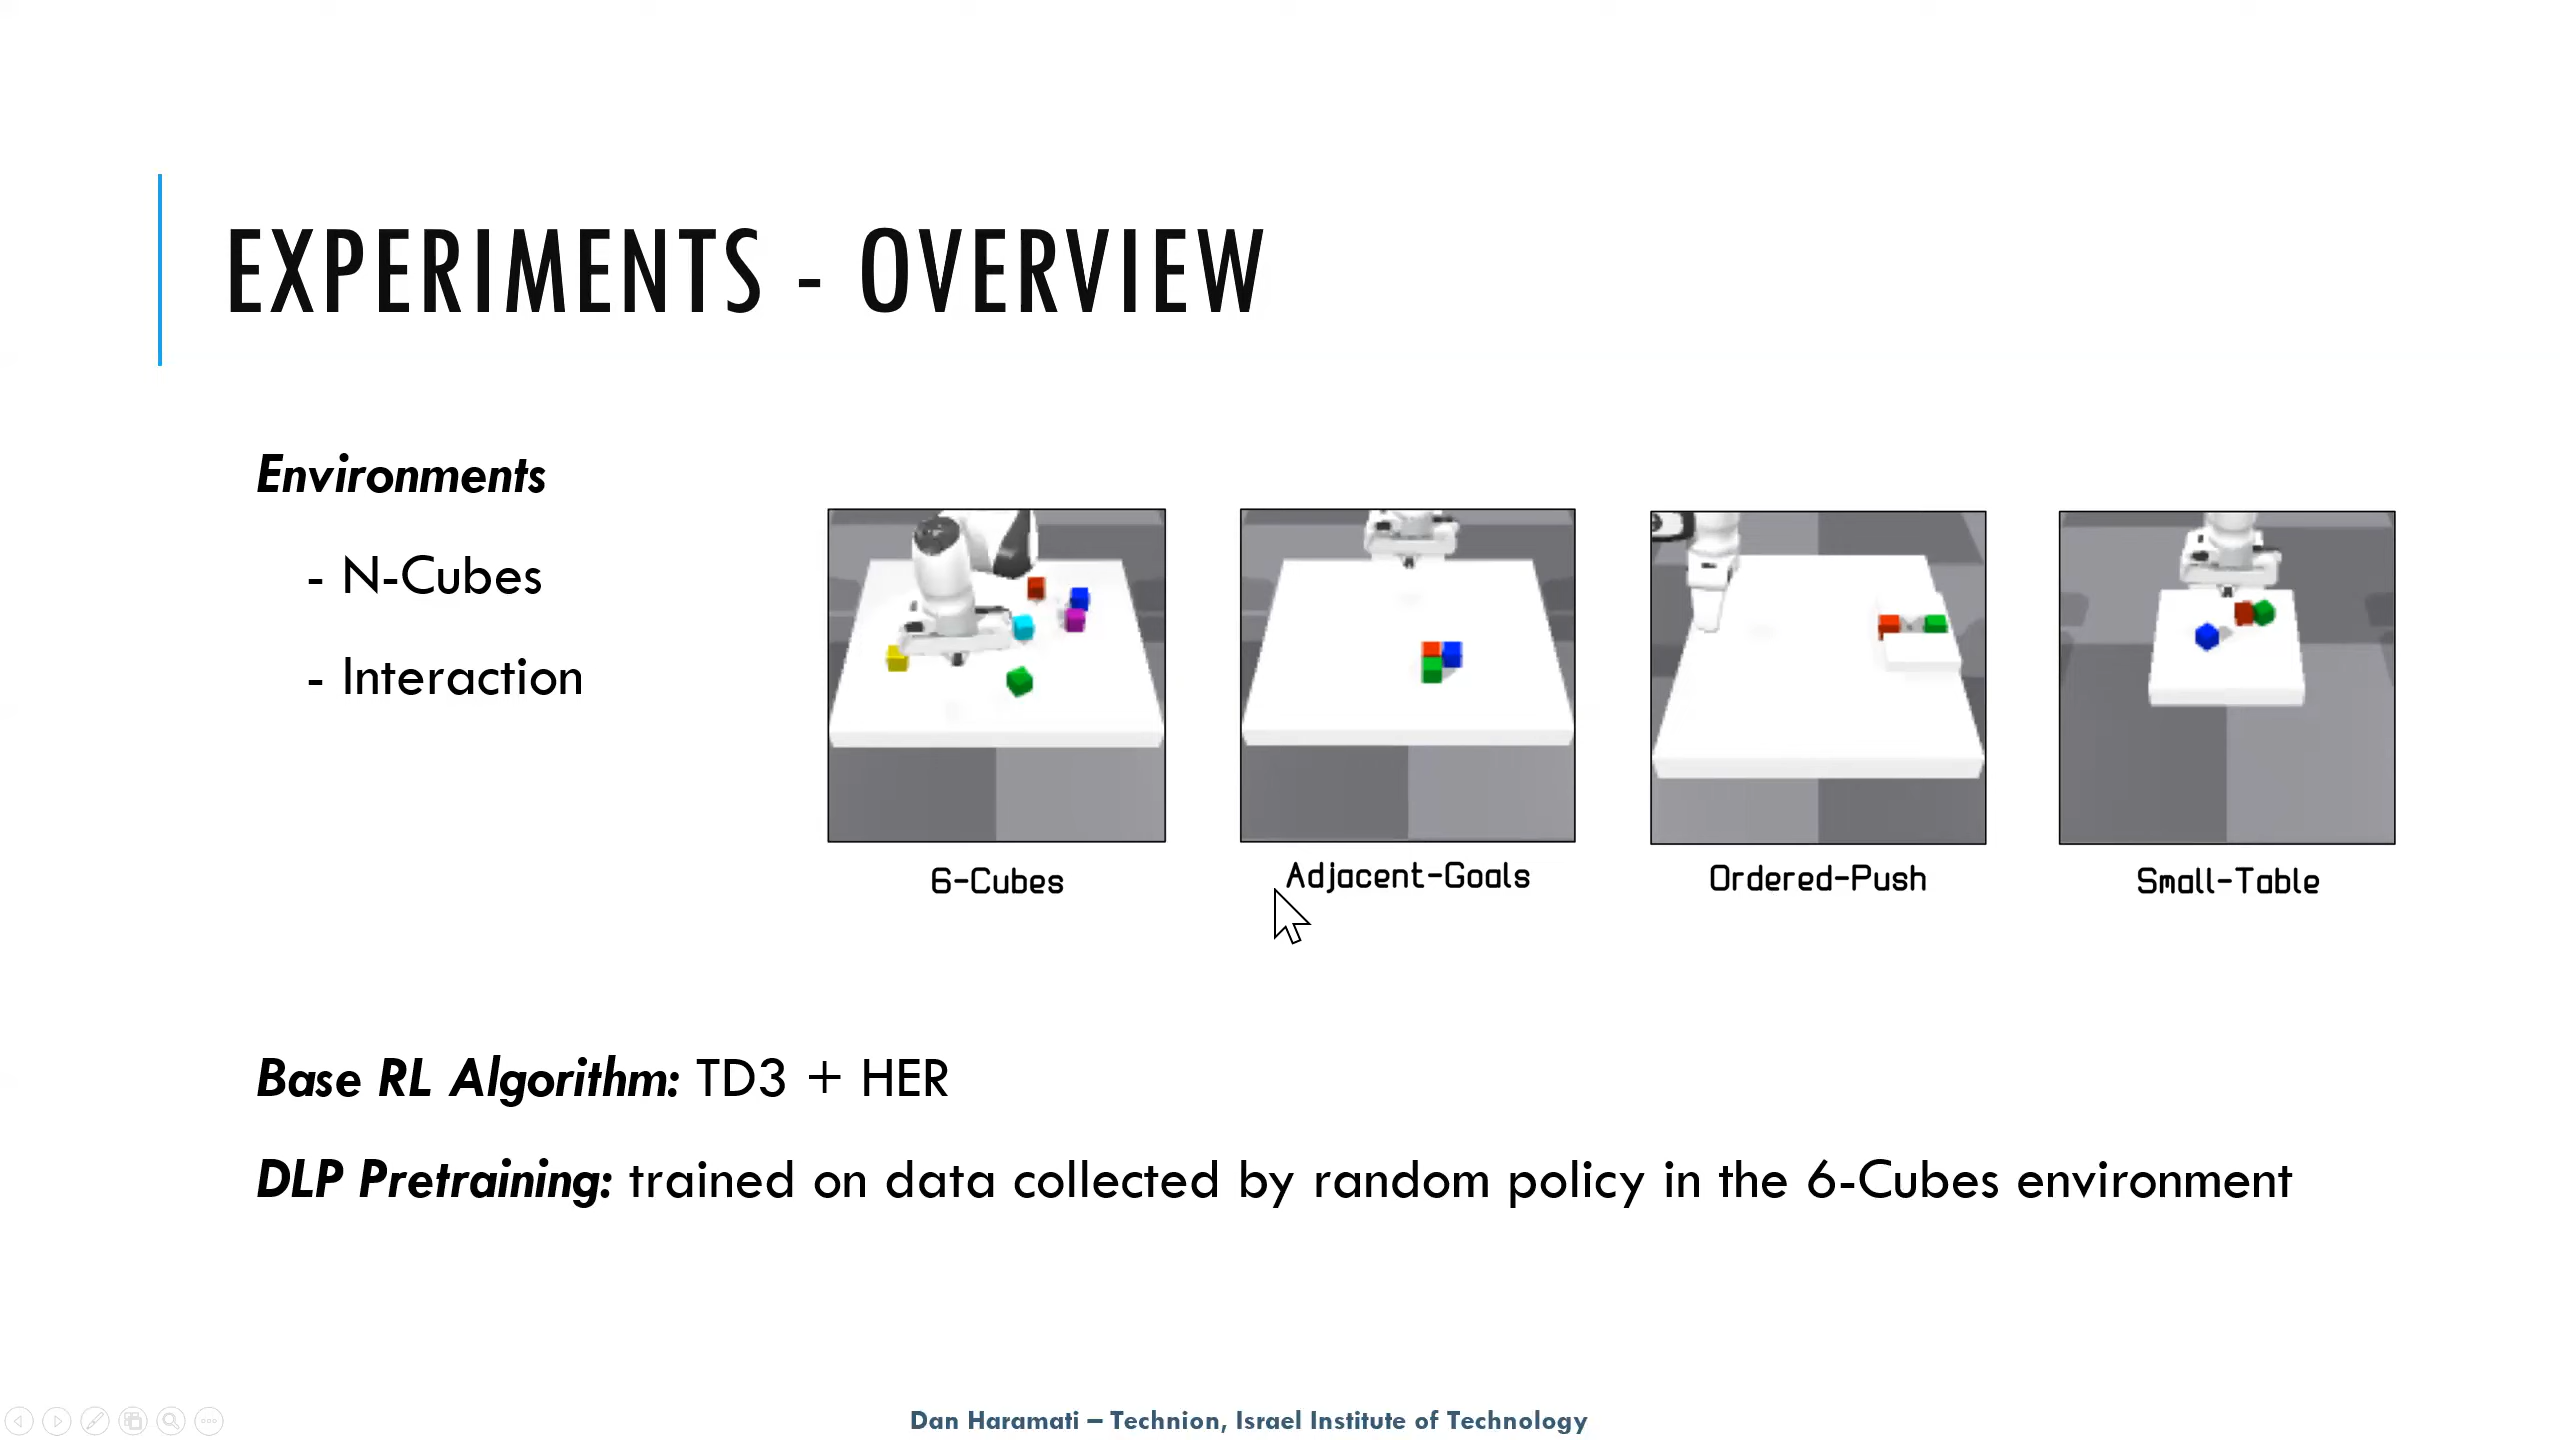 EXPERIMENTS - OVERVIEW
Environments
- N-Cubes
- Interaction
6-Cubes
Adjacent-Goals
Ordered-Push
Small-Table
Base RL Algorithm: TD3 + HER
DLP Pretraining: trained on data collected by random policy in the 6-Cubes environment
Dan Haramati – Technion, Israel Institute of Technology